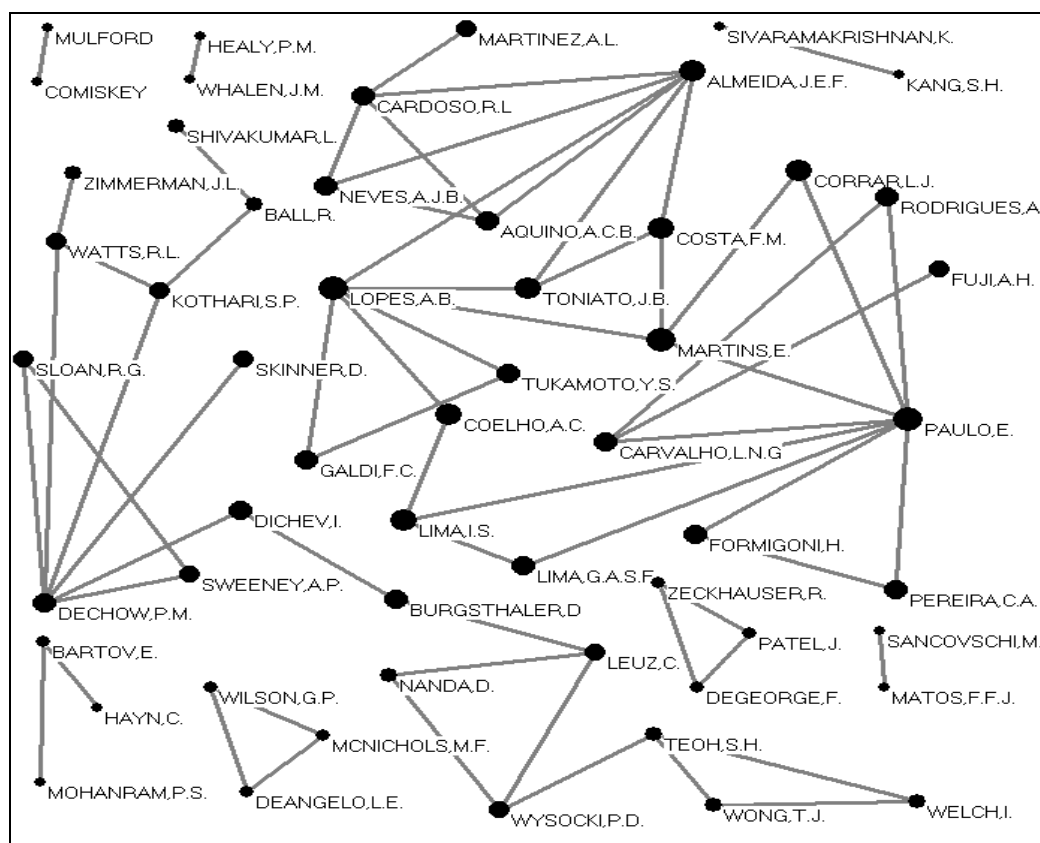 MULFORD
COMISKEY
HEALY,P.M.
WHALEN,J.M.
MARTINEZ,A.L.
SIVARAMAKRISHNAN,K.
KANG,S.H.
ALMEIDA,J.E.F.
CARDOSO,R.L
SHIVAKUMAR,L.
ZIMMERMAN,J.L.
BALL,R.
NEVES,A.J.B.
AQUINO,A.C.B.
COSTA,F.M.
CORRAR,L.J.
RODRIGUES,A
WATTS,R.L.
KOTHARI,S.P.
LOPES,A.B.
TONIATO,J.B.
FUJI,A.H.
MARTINS,E.
SLOAN,R.G.
SKINNER,D.
TUKAMOTO,Y.S.
COELHO,A.C.
PAULO,E.
CARVALHO,L.N.G
GALDI,F.C.
DICHEV,I.
LIMA,I.S.
FORMIGONI,H.
LIMA,G.A.S.F.
SWEENEY,A.P.
ZECKHAUSER,R.
PEREIRA,C.A.
DECHOW,P.M.
BURGSTHALER,D
BARTOV,E.
PATEL,J.
SANCOVSCHI,M.
LEUZ,C.
NANDA,D.
WILSON,G.P.
DEGEORGE,F.
MATOS,F.F.J.
HAYN,C.
MCNICHOLS,M.F.
TEOH,S.H.
MOHANRAM,P.S.
DEANGELO,L.E.
WYSOCKI,P.D.
WONG,T.J.
WELCH,I.